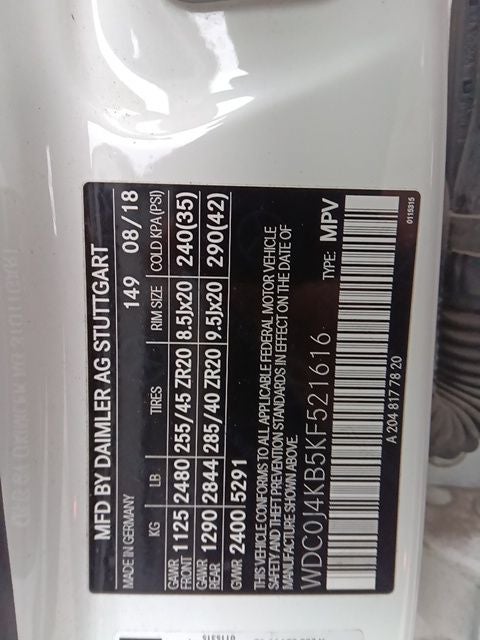 MFD BY DAIMLER AG STUTTGART
MADE IN GERMANY 149 08/18
KG LB TIRES RIM SIZE COLD KPA(PSI)
GAWR FRONT 1125 2480 255/45 ZR20 8.5Jx20 240(35)
GAWR REAR 1290 2844 285/40 ZR20 9.5Jx20 290(42)
GVWR 2400 5291
THIS VEHICLE CONFORMS TO ALL APPLICABLE FEDERAL MOTOR VEHICLE
SAFETY AND THEFT PREVENTION STANDARDS IN EFFECT ON THE DATE OF
MANUFACTURE SHOWN ABOVE.
TYPE: MPV
WDC0J4KB5KF521616
A 204 817 78 20
0115315